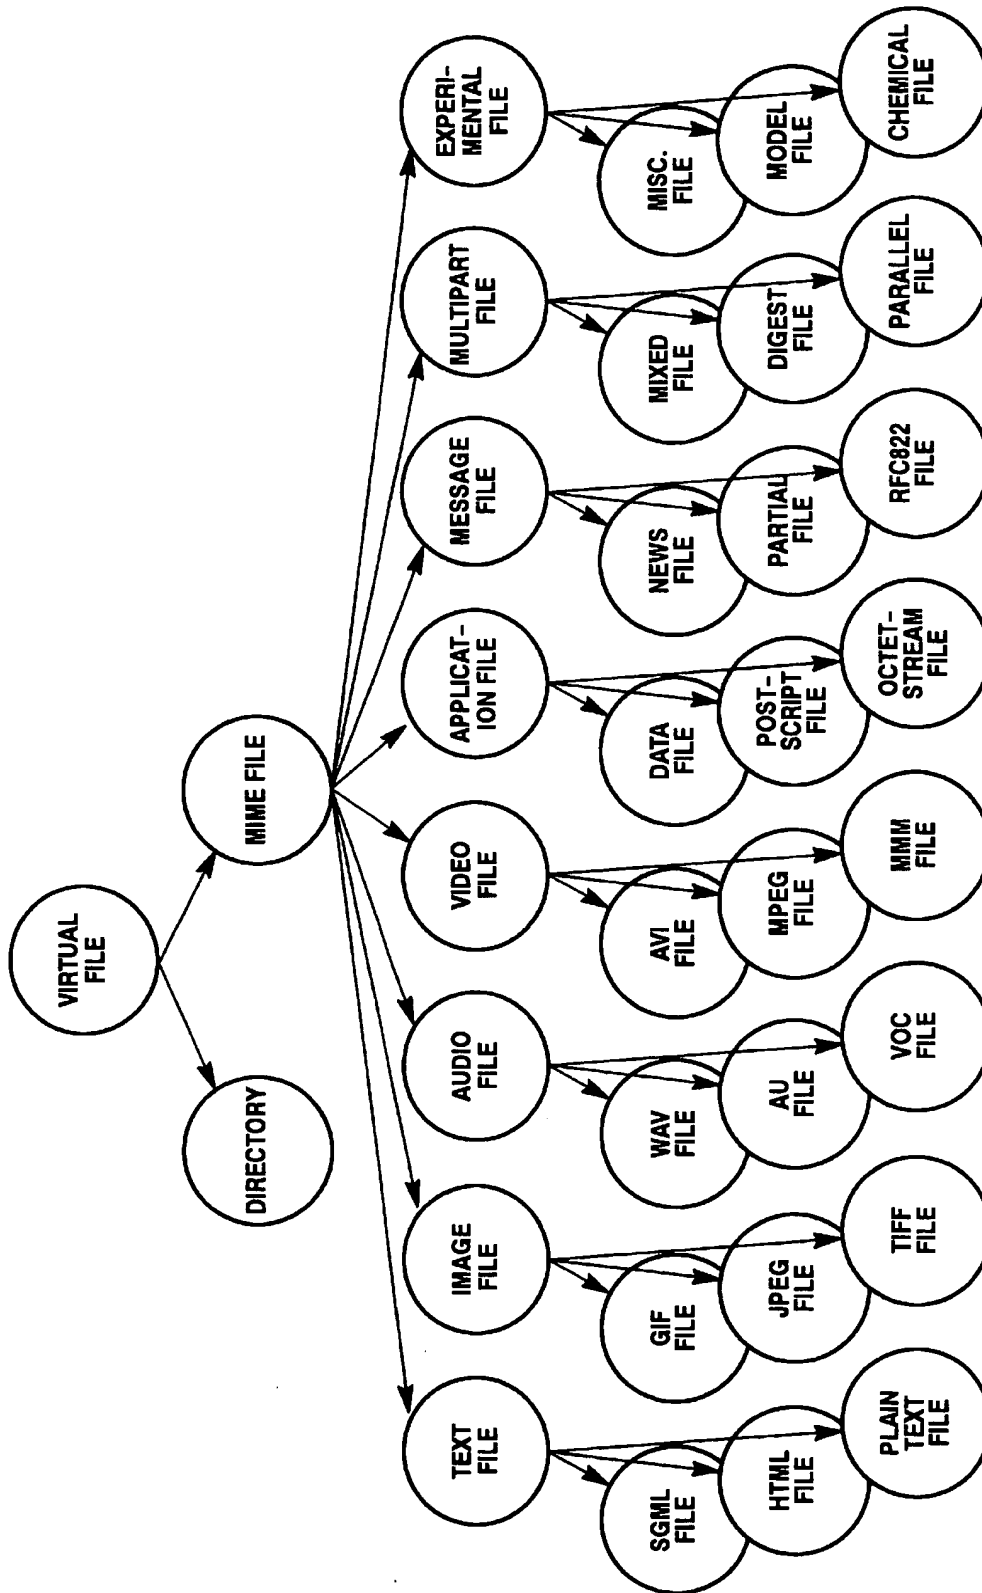 VIRTUAL
FILE
DIRECTORY
MIME FILE
TEXT
FILE
IMAGE
FILE
AUDIO
FILE
VIDEO
FILE
APPLICAT-
ION FILE
MESSAGE
FILE
MULTIPART
FILE
EXPERI-
MENTAL
FILE
SGML
FILE
HTML
FILE
PLAIN
TEXT
FILE
GIF
FILE
JPEG
FILE
TIFF
FILE
WAV
FILE
AU
FILE
VOC
FILE
AVI
FILE
MPEG
FILE
MMM
FILE
DATA
FILE
POST-
SCRIPT
FILE
OCTET-
STREAM
FILE
NEWS
FILE
PARTIAL
FILE
RFC822
FILE
MIXED
FILE
DIGEST
FILE
PARALLEL
FILE
MISC.
FILE
MODEL
FILE
CHEMICAL
FILE